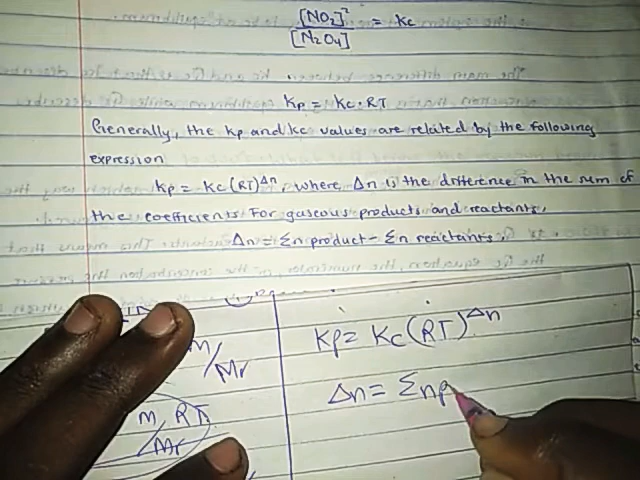 [NO₂]² / [N₂O₄] = Kc
Kp = Kc · RT
Generally, the Kp and Kc values are related by the following
expression
Kp = Kc (RT)^Δn, where Δn is the difference in the sum of
the coefficients for gaseous products and reactants,
Δn = Σn product - Σn reactants,
M/Mr
Kp = Kc (RT)^Δn
m/Mr RT
Δn = Σnp